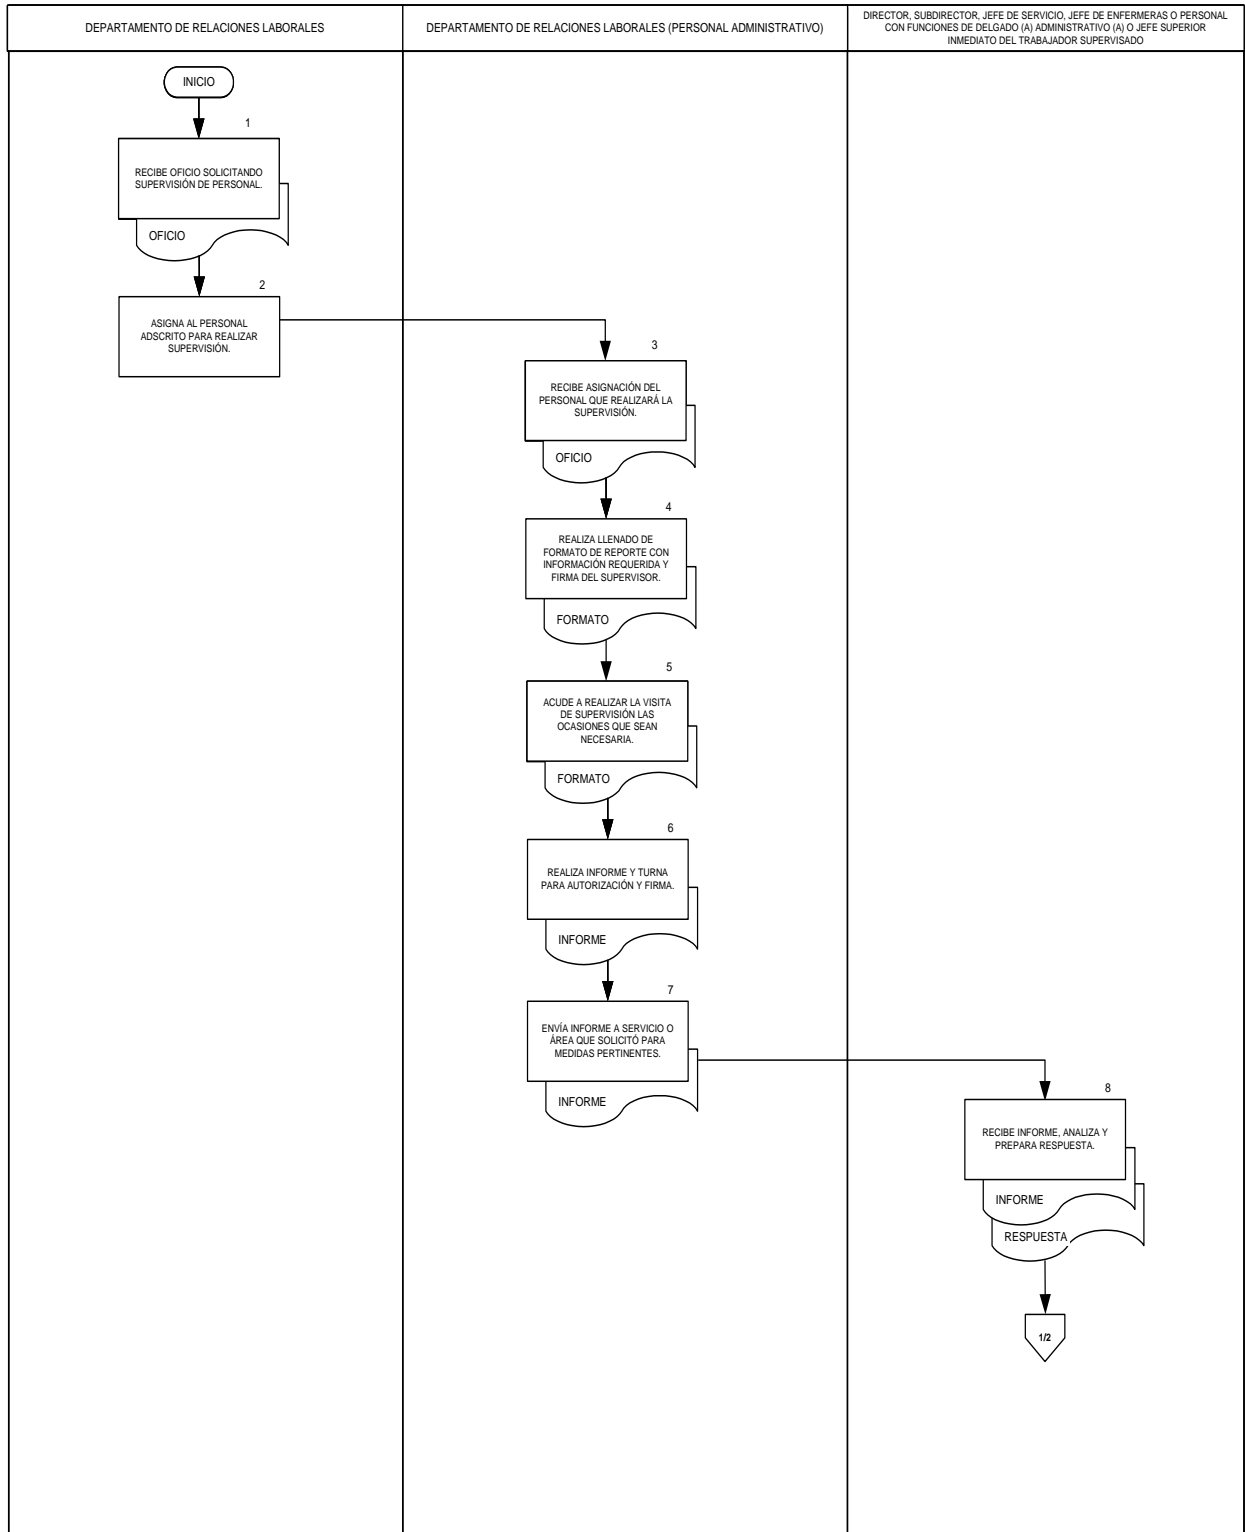 DEPARTAMENTO DE RELACIONES LABORALES
DEPARTAMENTO DE RELACIONES LABORALES (PERSONAL ADMINISTRATIVO)
DIRECTOR, SUBDIRECTOR, JEFE DE SERVICIO, JEFE DE ENFERMERAS O PERSONAL
CON FUNCIONES DE DELGADO (A) ADMINISTRATIVO (A) O JEFE SUPERIOR
INMEDIATO DEL TRABAJADOR SUPERVISADO
INICIO
1
RECIBE OFICIO SOLICITANDO
SUPERVISIÓN DE PERSONAL.
OFICIO
2
ASIGNA AL PERSONAL
ADSCRITO PARA REALIZAR
SUPERVISIÓN.
3
RECIBE ASIGNACIÓN DEL
PERSONAL QUE REALIZARÁ LA
SUPERVISIÓN.
OFICIO
4
REALIZA LLENADO DE
FORMATO DE REPORTE CON
INFORMACIÓN REQUERIDA Y
FIRMA DEL SUPERVISOR.
FORMATO
5
ACUDE A REALIZAR LA VISITA
DE SUPERVISIÓN LAS
OCASIONES QUE SEAN
NECESARIA.
FORMATO
6
REALIZA INFORME Y TURNA
PARA AUTORIZACIÓN Y FIRMA.
INFORME
7
ENVÍA INFORME A SERVICIO O
ÁREA QUE SOLICITÓ PARA
MEDIDAS PERTINENTES.
INFORME
8
RECIBE INFORME, ANALIZA Y
PREPARA RESPUESTA.
INFORME
RESPUESTA
1/2